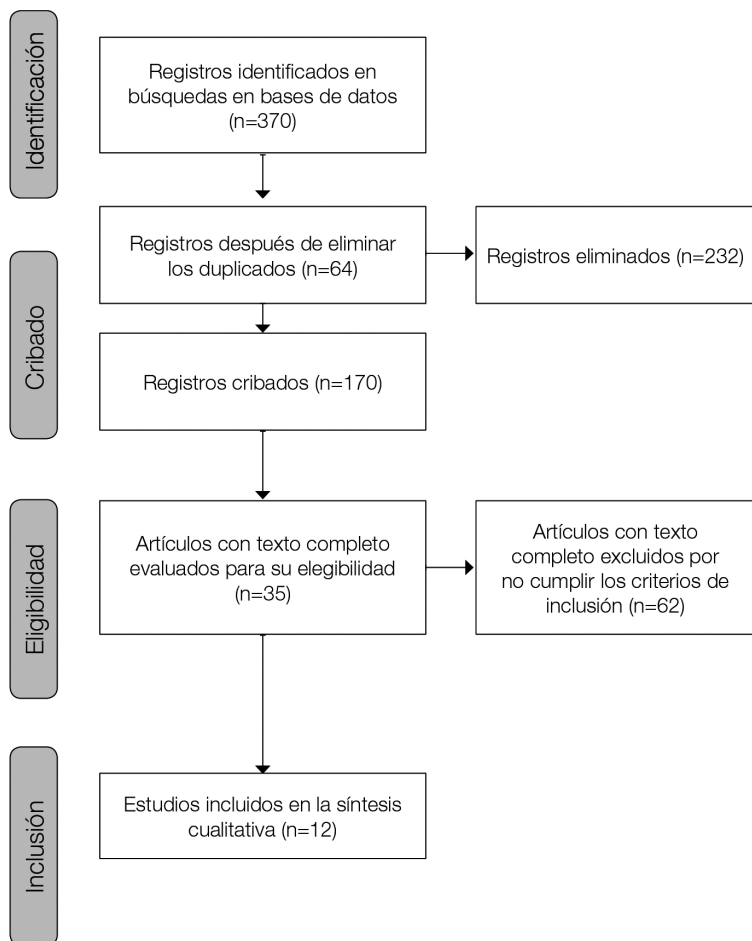 Identificación
Registros identificados en
búsquedas en bases de datos
(n=370)
Cribado
Registros después de eliminar
los duplicados (n=64)
Registros eliminados (n=232)
Registros cribados (n=170)
Eligibilidad
Artículos con texto completo
evaluados para su elegibilidad
(n=35)
Artículos con texto
completo excluidos por
no cumplir los criterios de
inclusión (n=62)
Inclusión
Estudios incluidos en la síntesis
cualitativa (n=12)